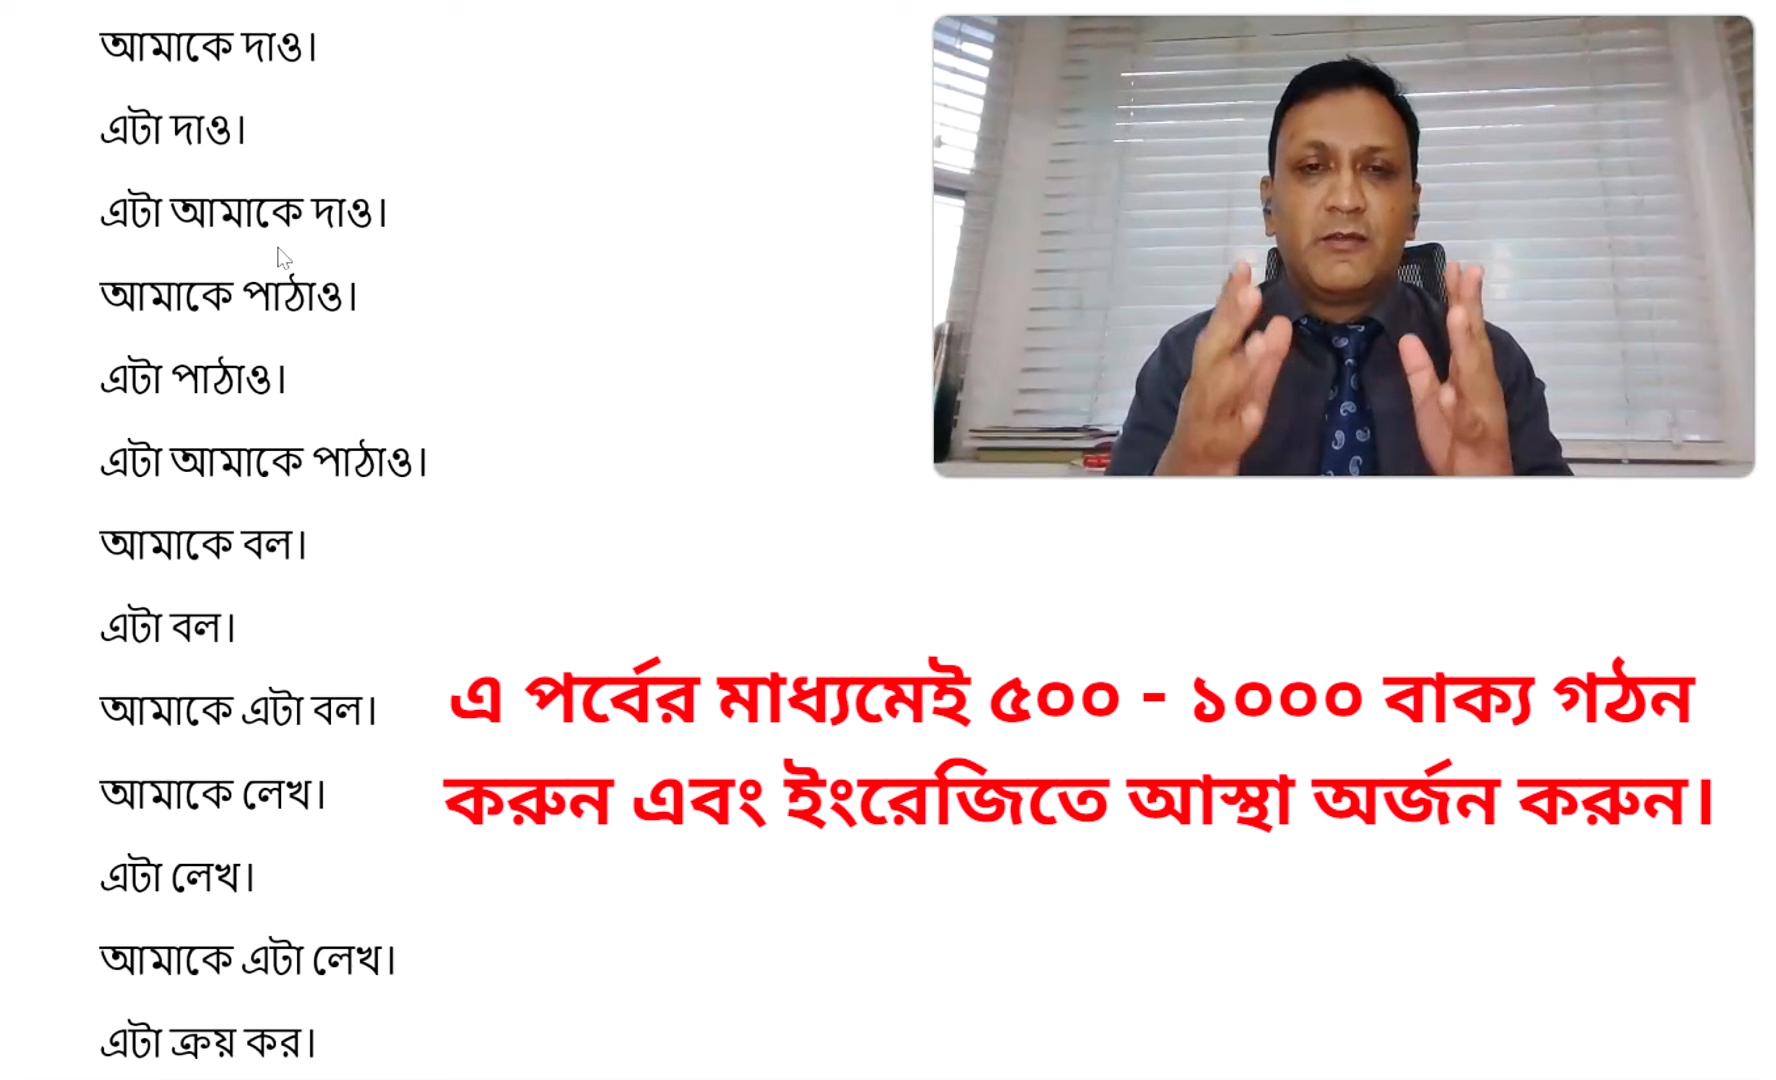 আমাকে দাও।
এটা দাও।
এটা আমাকে দাও।
আমাকে পাঠাও।
এটা পাঠাও।
এটা আমাকে পাঠাও।
আমাকে বল।
এটা বল।
আমাকে এটা বল।
আমাকে লেখ।
এটা লেখ।
আমাকে এটা লেখ।
এটা ক্রয় কর।
এ পর্বের মাধ্যমেই ৫০০ - ১০০০ বাক্য গঠন
করুন এবং ইংরেজিতে আস্থা অর্জন করুন।